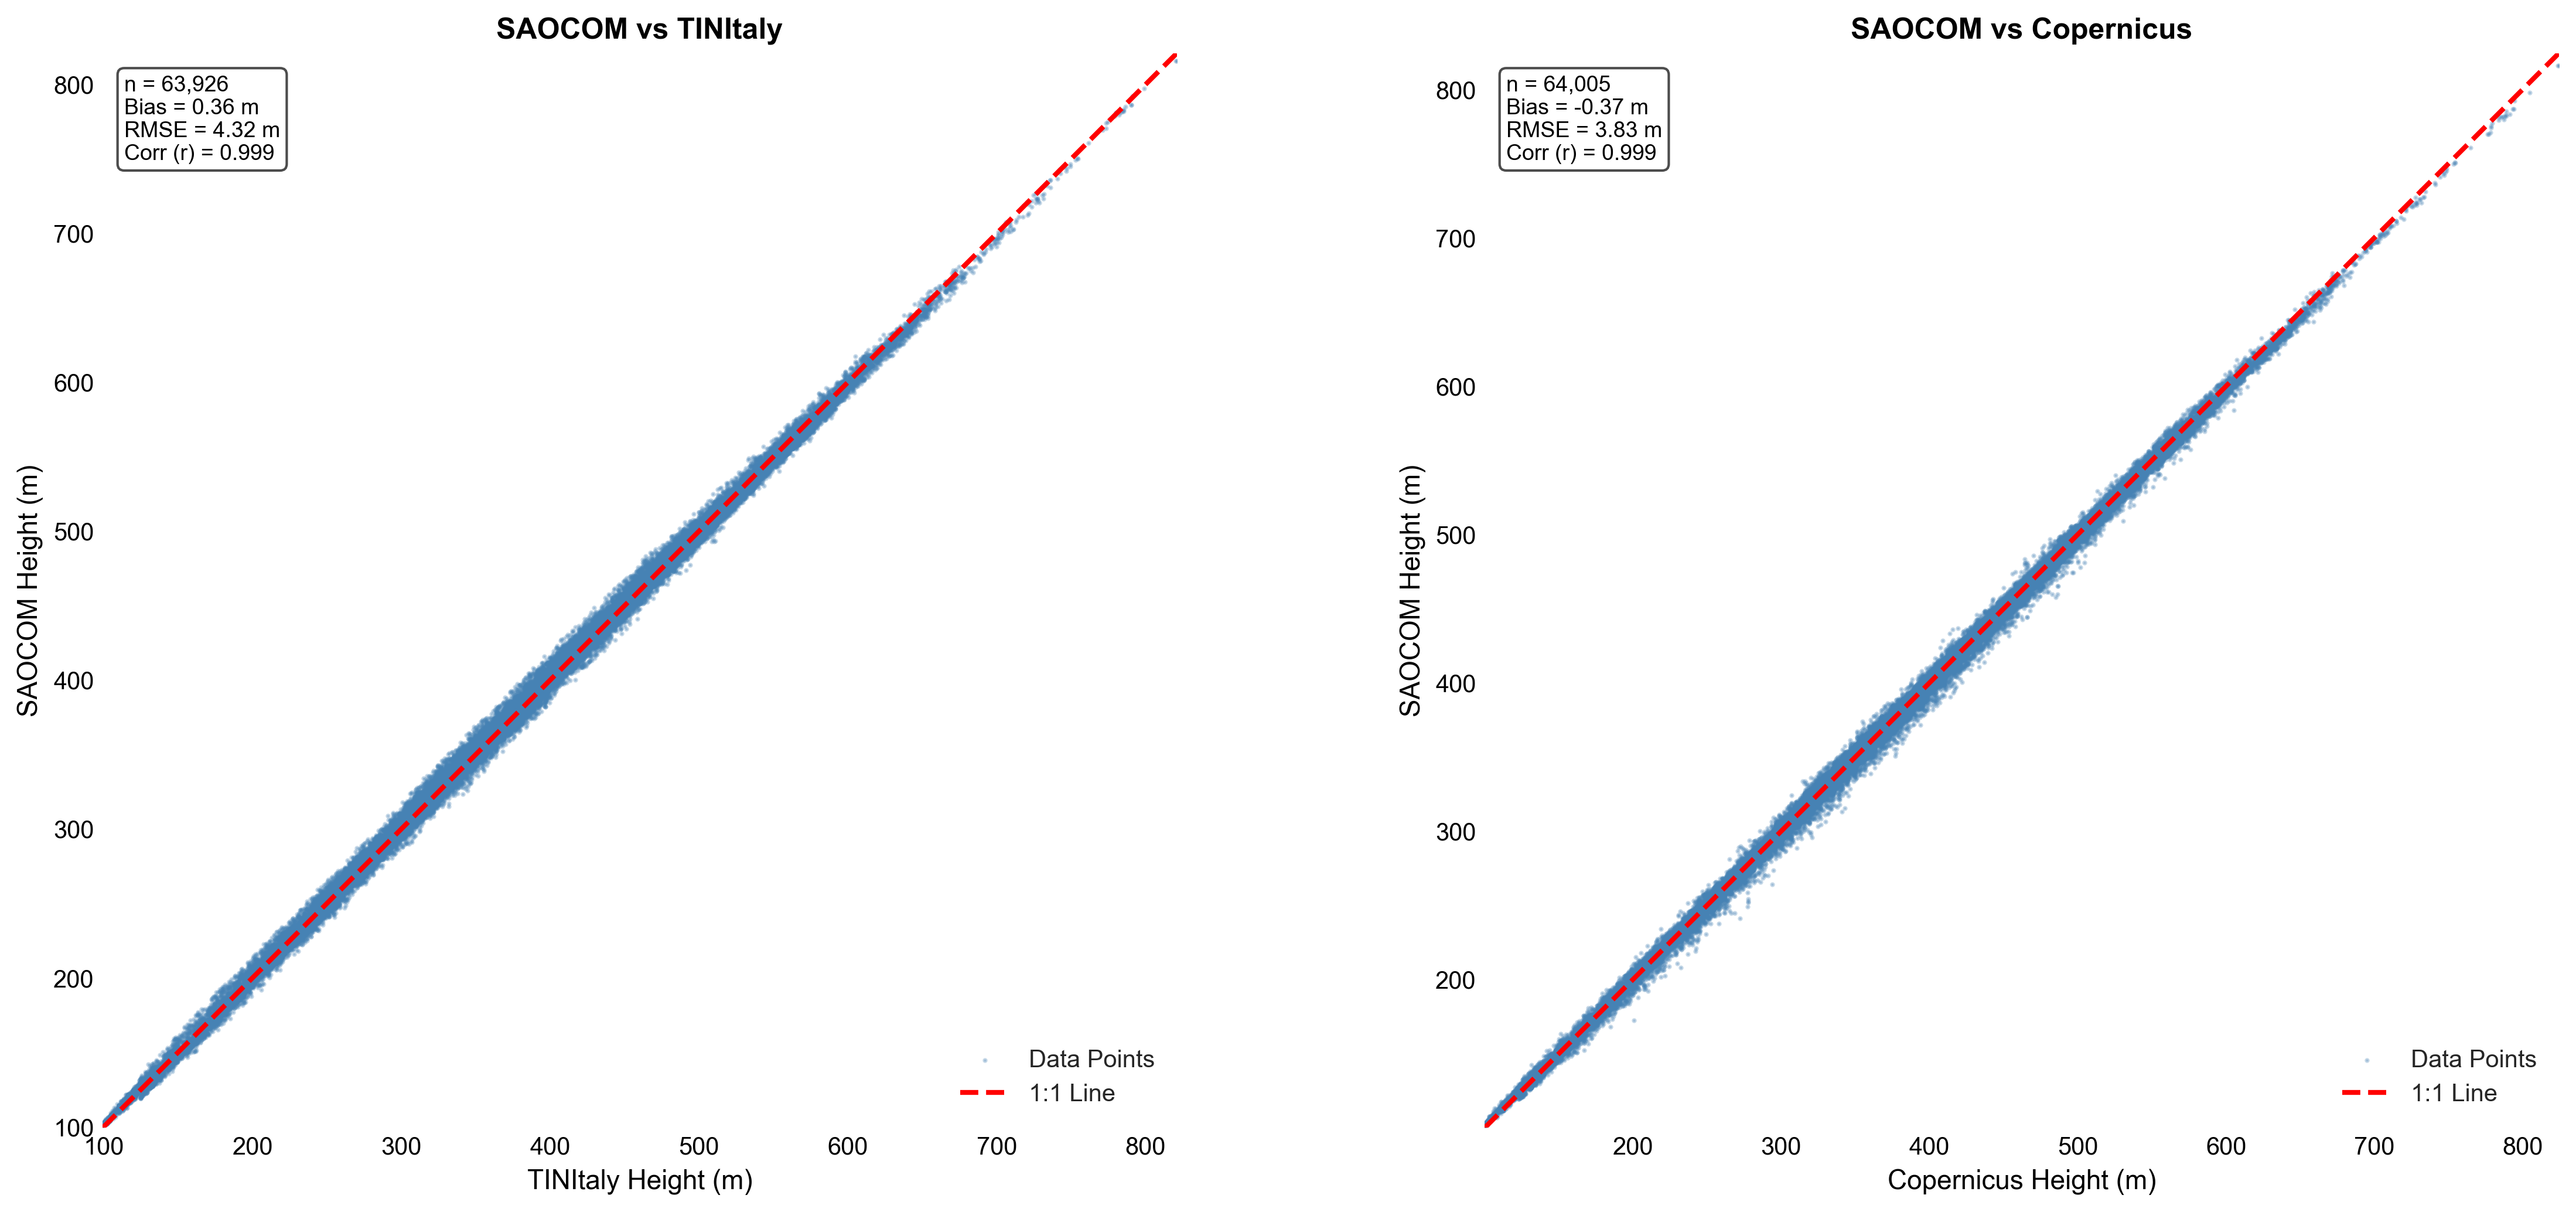 SAOCOM vs TINItaly
n = 63,926
Bias = 0.36 m
RMSE = 4.32 m
Corr (r) = 0.999
SAOCOM Height (m)
800
700
600
500
400
300
200
100
100 200 300 400 500 600 700 800
TINItaly Height (m)
Data Points
1:1 Line
SAOCOM vs Copernicus
n = 64,005
Bias = -0.37 m
RMSE = 3.83 m
Corr (r) = 0.999
SAOCOM Height (m)
800
700
600
500
400
300
200
200 300 400 500 600 700 800
Copernicus Height (m)
Data Points
1:1 Line